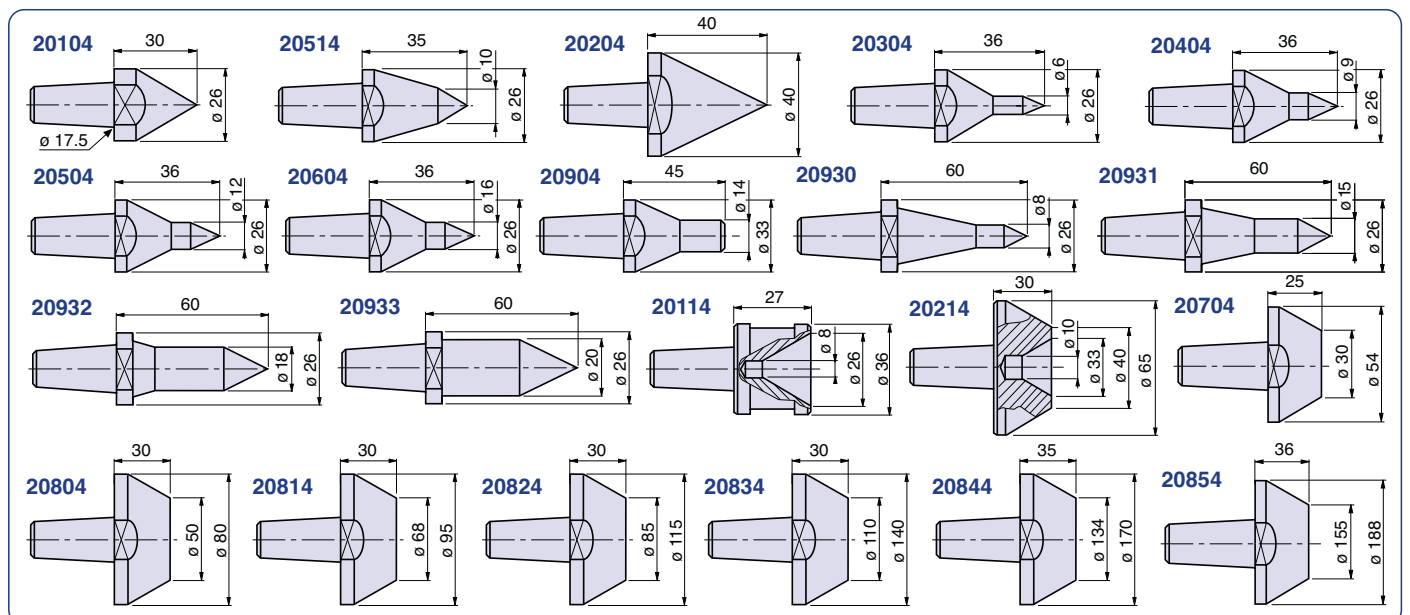 20104 30 ø 26 ø 17.5
20514 35 ø 10 ø 26
20204 40 ø 40
20304 36 ø 6 ø 26
20404 36 ø 9 ø 26
20504 36 ø 12 ø 26
20604 36 ø 16 ø 26
20904 45 ø 14 ø 33
20930 60 ø 8 ø 26
20931 60 ø 15 ø 26
20932 60 ø 18 ø 26
20933 60 ø 20 ø 26
20114 27 ø 8 ø 26 ø 36
20214 30 ø 10 ø 33 ø 40 ø 65
20704 25 ø 30 ø 54
20804 30 ø 50 ø 80
20814 30 ø 68 ø 95
20824 30 ø 85 ø 115
20834 30 ø 110 ø 140
20844 35 ø 134 ø 170
20854 36 ø 155 ø 188